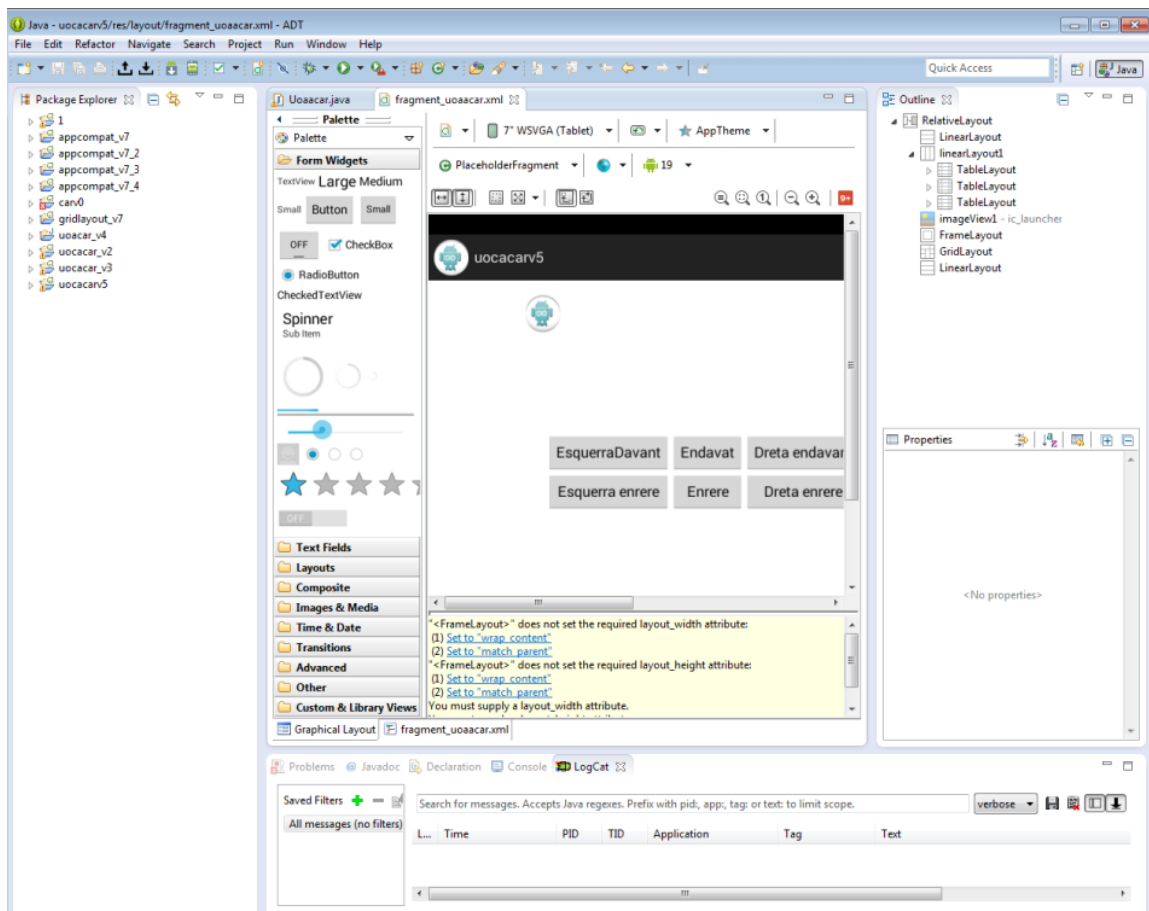 Java - uocacarv5/res/layout/fragment_uoaacar.xml - ADT
File Edit Refactor Navigate Search Project Run Window Help
Quick Access
Java
Package Explorer
1
appcompat_v7
appcompat_v7_2
appcompat_v7_3
appcompat_v7_4
carv0
gridlayout_v7
uoacar_v4
uocacar_v2
uocacar_v3
uocacarv5
Uoaacar.java
fragment_uoaacar.xml
Palette
Palette
Form Widgets
TextView Large Medium
Small Button Small
OFF CheckBox
RadioButton
CheckedTextView
Spinner
Sub Item
OFF
Text Fields
Layouts
Composite
Images & Media
Time & Date
Transitions
Advanced
Other
Custom & Library Views
7" WSVGA (Tablet)
AppTheme
PlaceholderFragment
19
9+
uocacarv5
EsquerraDavant Endavat Dreta endavar
Esquerra enrere Enrere Dreta enrere
"<FrameLayout>" does not set the required layout_width attribute:
(1) Set to "wrap_content"
(2) Set to "match_parent"
"<FrameLayout>" does not set the required layout_height attribute:
(1) Set to "wrap_content"
(2) Set to "match_parent"
You must supply a layout_width attribute.
Graphical Layout
fragment_uoaacar.xml
Outline
RelativeLayout
LinearLayout
linearLayout1
TableLayout
TableLayout
TableLayout
imageView1 - ic_launcher
FrameLayout
GridLayout
LinearLayout
Properties
<No properties>
Problems @ Javadoc Declaration Console LogCat
Saved Filters
All messages (no filters)
Search for messages. Accepts Java regexes. Prefix with pid:, app:, tag: or text: to limit scope.
verbose
L... Time PID TID Application Tag Text